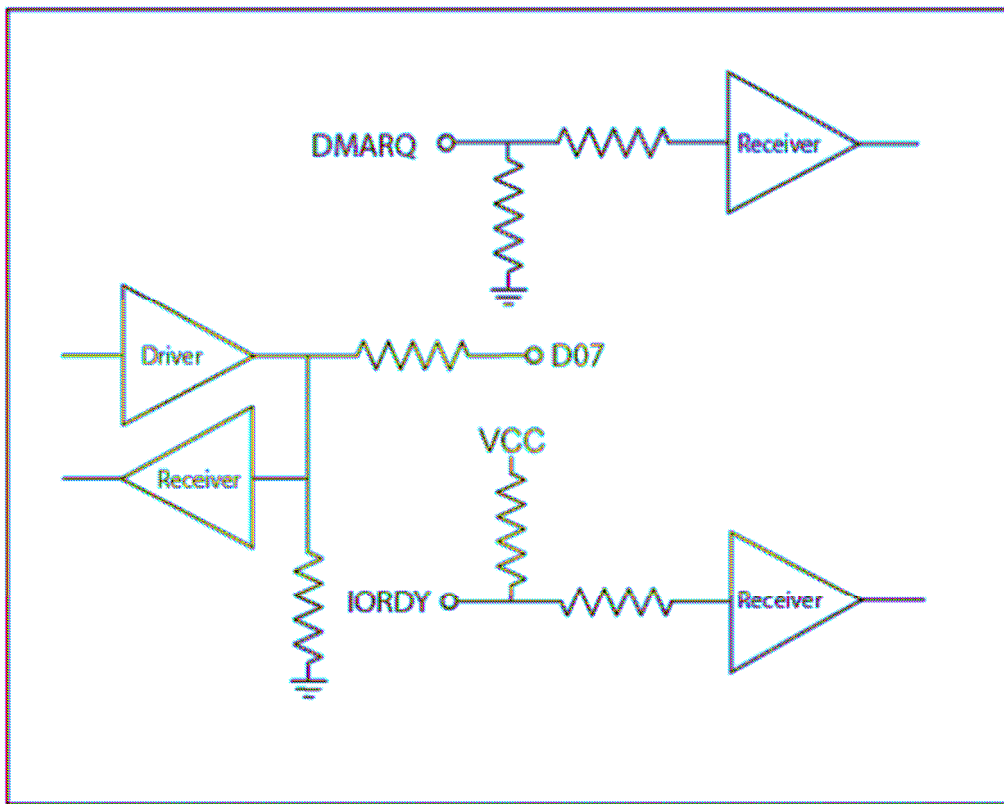 DMARQ
Receiver
Driver
D07
Receiver
VCC
IORDY
Receiver